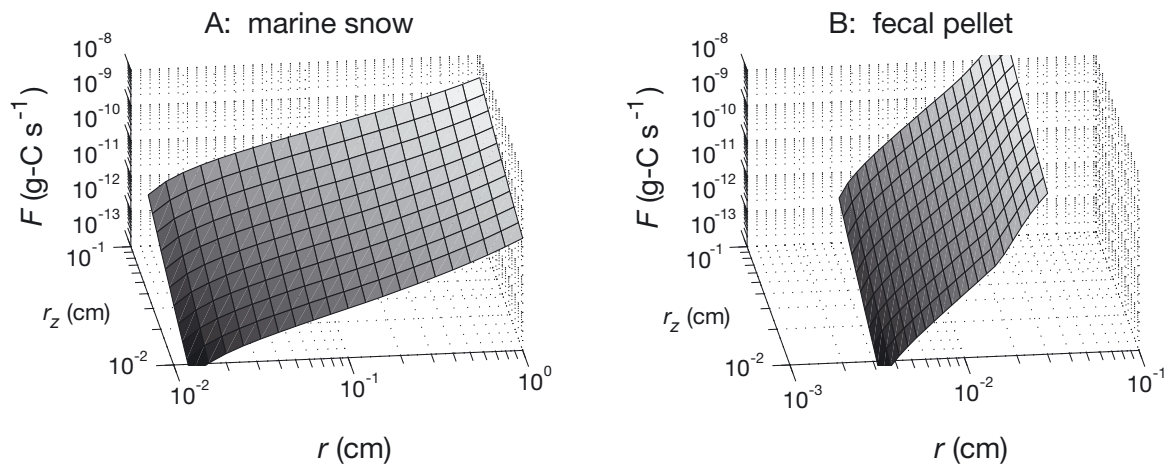 A: marine snow
10⁻⁸
10⁻⁹
10⁻¹⁰
10⁻¹¹
10⁻¹²
10⁻¹³
10⁻¹
10⁻²
F (g-C s⁻¹)
r_z (cm)
10⁻²
10⁻¹
10⁰
r (cm)
B: fecal pellet
10⁻⁸
10⁻⁹
10⁻¹⁰
10⁻¹¹
10⁻¹²
10⁻¹³
10⁻¹
10⁻²
F (g-C s⁻¹)
r_z (cm)
10⁻³
10⁻²
10⁻¹
r (cm)